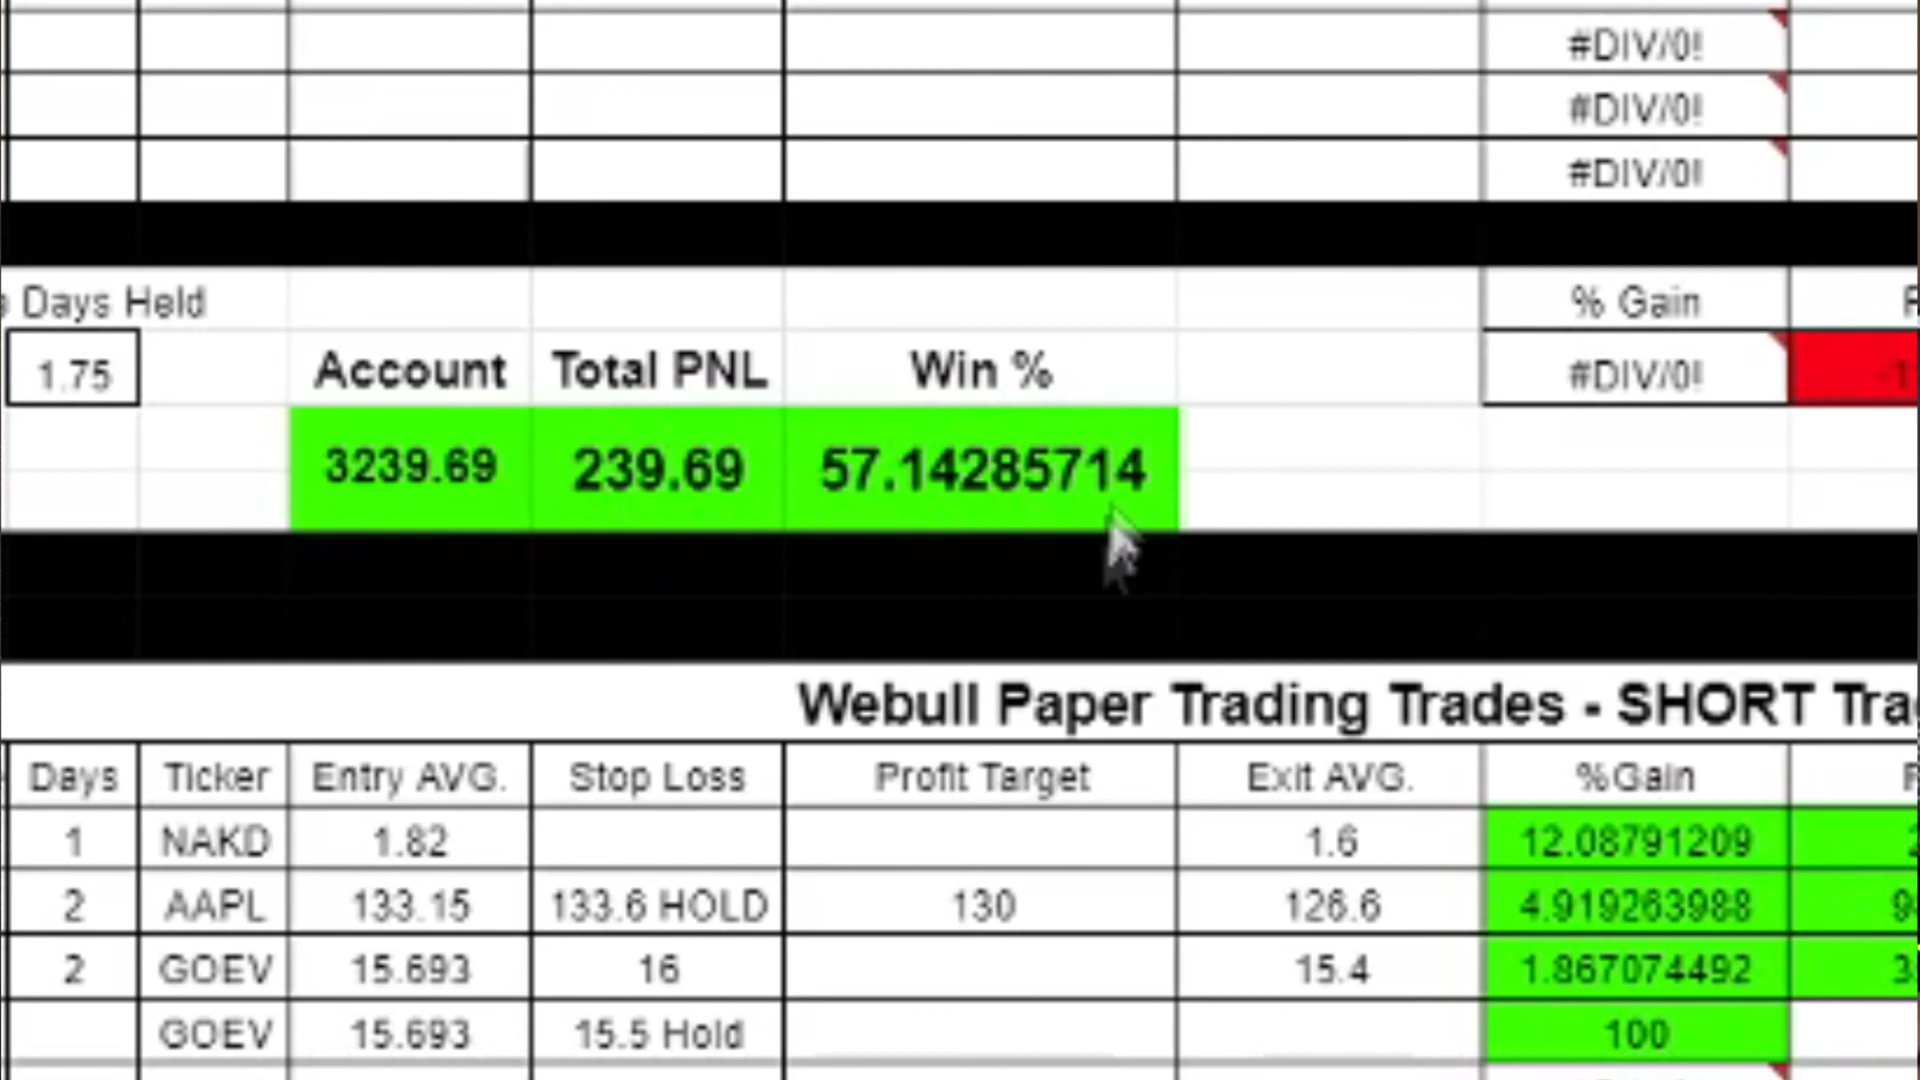 #DIV/0!
#DIV/0!
#DIV/0!
Days Held % Gain
1.75 Account Total PNL Win % #DIV/0!
3239.69 239.69 57.14285714
Webull Paper Trading Trades - SHORT
Days Ticker Entry AVG. Stop Loss Profit Target Exit AVG. %Gain
1 NAKD 1.82 1.6 12.08791209
2 AAPL 133.15 133.6 HOLD 130 126.6 4.919263988
2 GOEV 15.693 16 15.4 1.867074492
GOEV 15.693 15.5 Hold 100